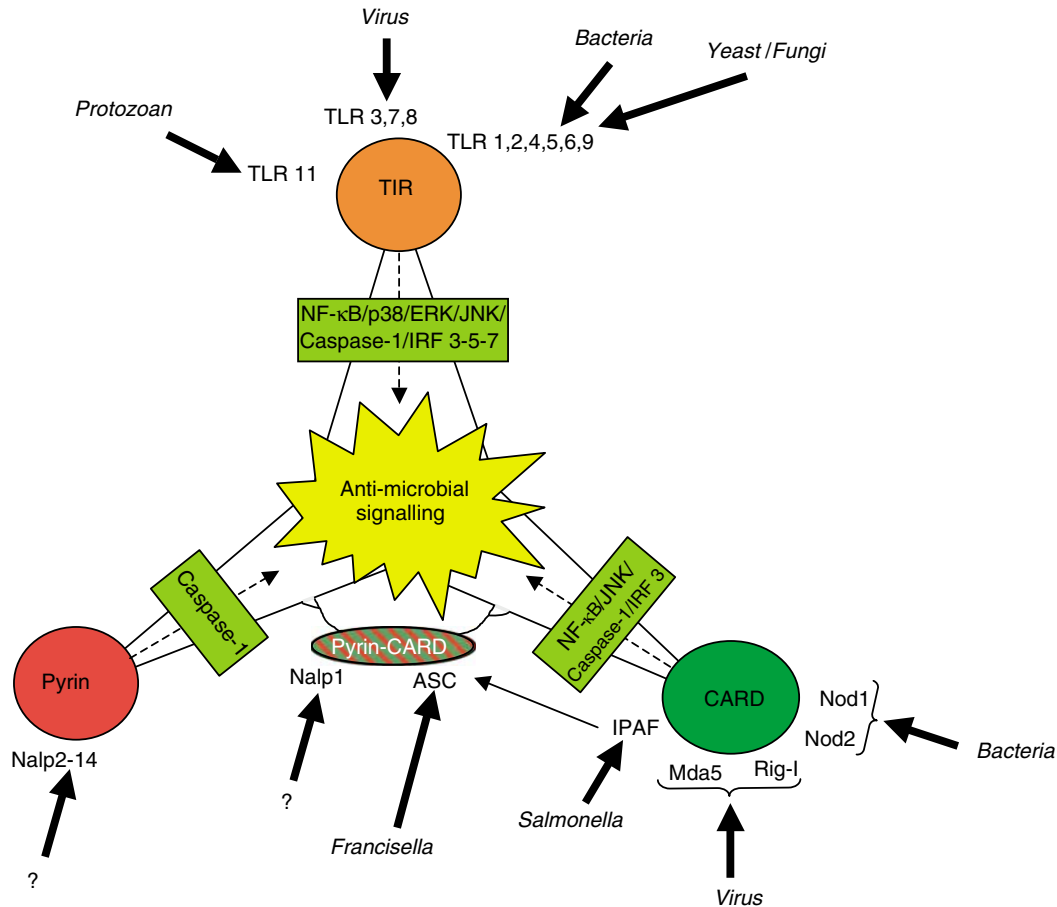 Virus
Bacteria
Yeast/Fungi
Protozoan
TLR 3,7,8
TLR 1,2,4,5,6,9
TLR 11
TIR
NF-κB/p38/ERK/JNK/
Caspase-1/IRF 3-5-7
Anti-microbial
signalling
Caspase-1
NF-κB/JNK/
Caspase-1/IRF 3
Pyrin-CARD
Pyrin
Nalp1
ASC
CARD
Nod1
Nod2
IPAF
Nalp2-14
Mda5
Rig-I
Bacteria
?
Salmonella
Francisella
?
Virus